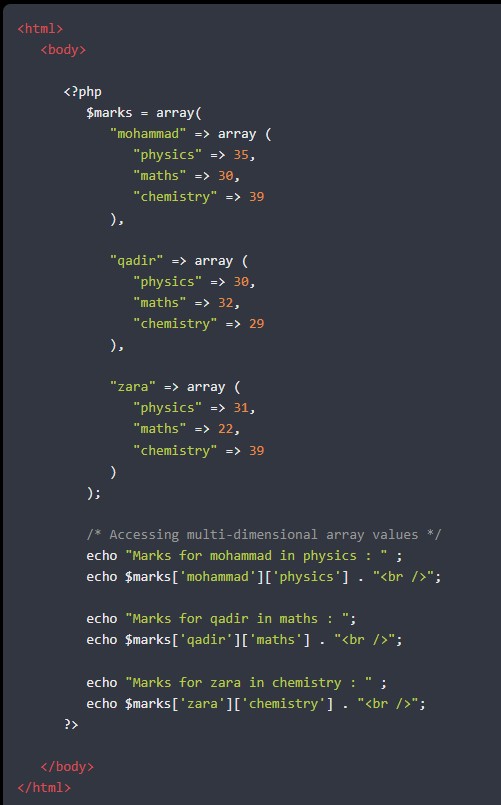 <html>
<body>
<?php
$marks = array(
"mohammad" => array (
"physics" => 35,
"maths" => 30,
"chemistry" => 39
),
"qadir" => array (
"physics" => 30,
"maths" => 32,
"chemistry" => 29
),
"zara" => array (
"physics" => 31,
"maths" => 22,
"chemistry" => 39
)
);
/* Accessing multi-dimensional array values */
echo "Marks for mohammad in physics : " ;
echo $marks['mohammad']['physics'] . "<br />";
echo "Marks for qadir in maths : ";
echo $marks['qadir']['maths'] . "<br />";
echo "Marks for zara in chemistry : " ;
echo $marks['zara']['chemistry'] . "<br />";
?>
</body>
</html>